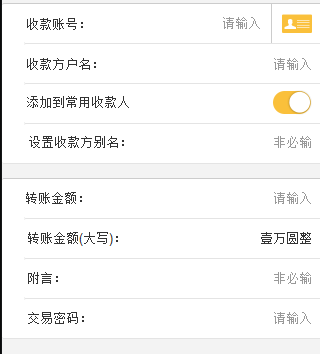 收款账号： 请输入
收款方户名： 请输入
添加到常用收款人
设置收款方别名： 非必输
转账金额： 请输入
转账金额(大写)： 壹万圆整
附言： 非必输
交易密码： 请输入